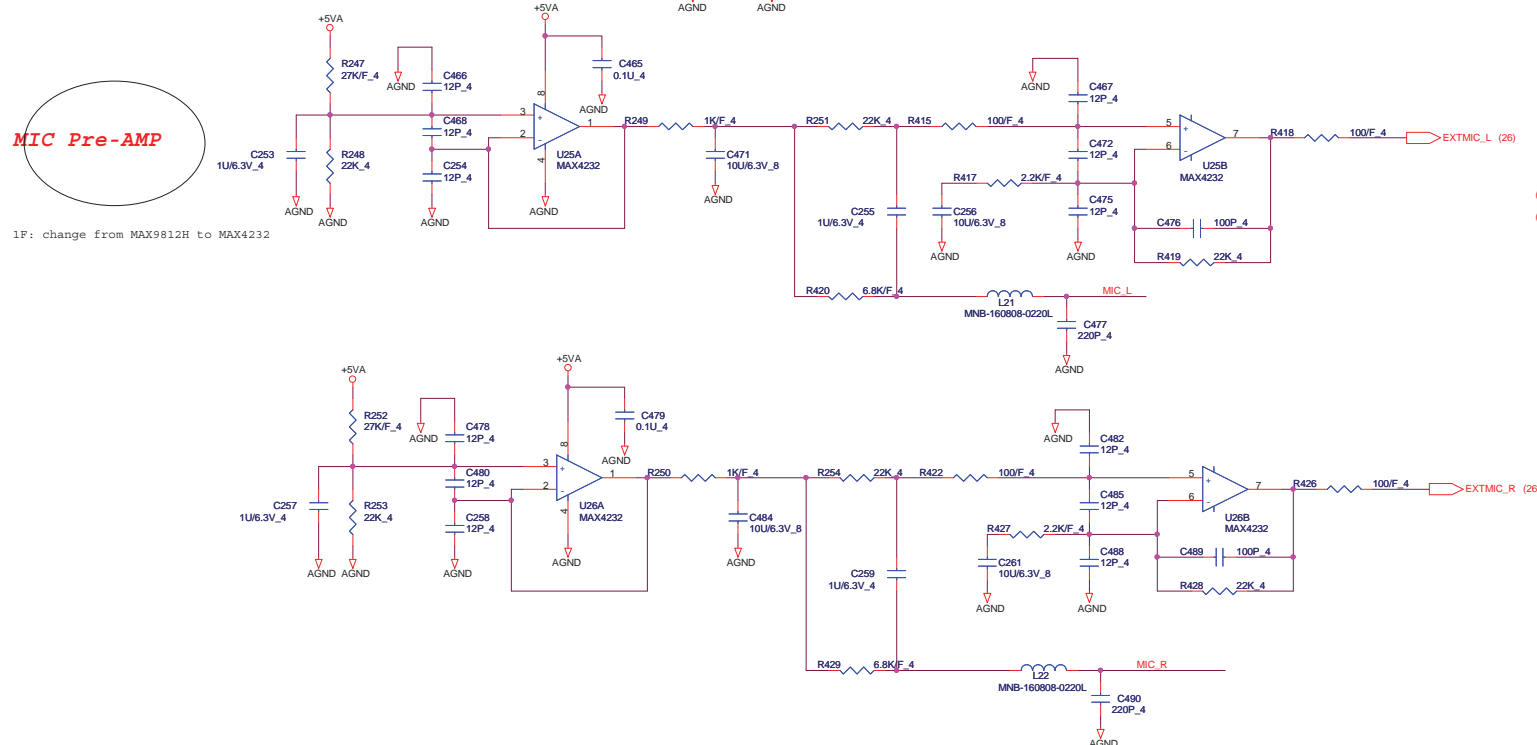 AGND
AGND
+5VA
+5VA
R247
27K/F_4
C466
12P_4
AGND
C465
0.1U_4
AGND
C467
12P_4
AGND
MIC Pre-AMP
C253
1U/6.3V_4
R248
22K_4
C468
12P_4
C254
12P_4
8
3
2
1
4
+
-
U25A
MAX4232
R249
1K/F_4
C471
10U/6.3V_8
R251
22K_4
R415
100/F_4
C472
12P_4
5
6
7
+
-
U25B
MAX4232
R418
100/F_4
EXTMIC_L (26)
AGND
AGND
AGND
AGND
AGND
R417
2.2K/F_4
C255
1U/6.3V_4
C256
10U/6.3V_8
C475
12P_4
C476
100P_4
R419
22K_4
AGND
AGND
1F: change from MAX9812H to MAX4232
R420
6.8K/F_4
L21
MNB-160808-0220L
MIC_L
C477
220P_4
AGND
+5VA
+5VA
R252
27K/F_4
C478
12P_4
AGND
C479
0.1U_4
AGND
C482
12P_4
AGND
C257
1U/6.3V_4
R253
22K_4
C480
12P_4
C258
12P_4
8
3
2
1
4
+
-
U26A
MAX4232
R250
1K/F_4
C484
10U/6.3V_8
R254
22K_4
R422
100/F_4
C485
12P_4
5
6
7
+
-
U26B
MAX4232
R426
100/F_4
EXTMIC_R (26
AGND
AGND
AGND
AGND
AGND
R427
2.2K/F_4
C259
1U/6.3V_4
C261
10U/6.3V_8
C488
12P_4
C489
100P_4
R428
22K_4
AGND
AGND
R429
6.8K/F_4
L22
MNB-160808-0220L
MIC_R
C490
220P_4
AGND